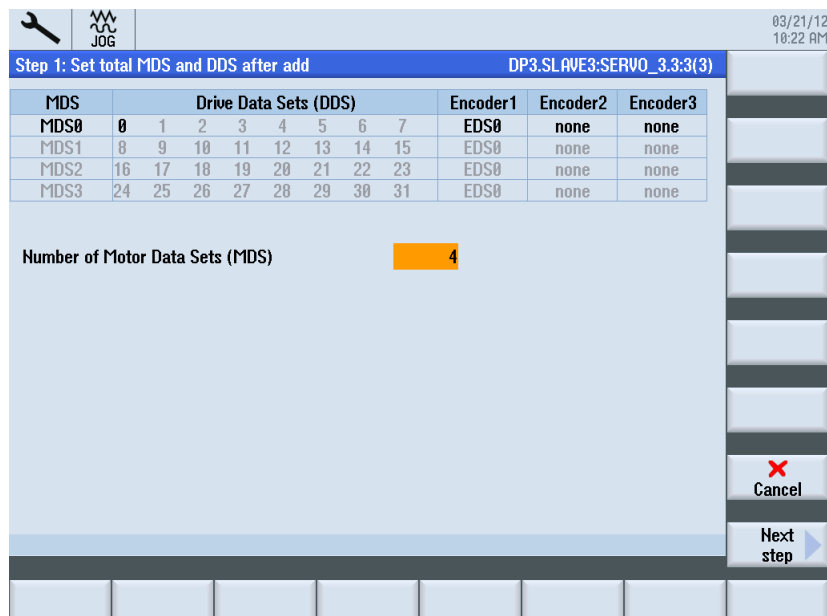 03/21/12
10:22 AM
JOG
Step 1: Set total MDS and DDS after add DP3.SLAVE3:SERVO_3.3:3(3)
MDS Drive Data Sets (DDS) Encoder1 Encoder2 Encoder3
MDS0 0 1 2 3 4 5 6 7 EDS0 none none
MDS1 8 9 10 11 12 13 14 15 EDS0 none none
MDS2 16 17 18 19 20 21 22 23 EDS0 none none
MDS3 24 25 26 27 28 29 30 31 EDS0 none none
Number of Motor Data Sets (MDS) 4
Cancel
Next
step